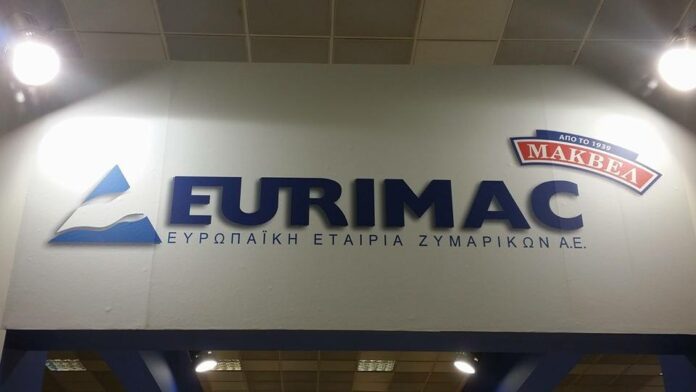 ΑΠΟ ΤΟ 1939
ΜΑΚΒΕΛ
EURIMAC
ΕΥΡΩΠΑΪΚΗ ΕΤΑΙΡΙΑ ΖΥΜΑΡΙΚΩΝ Α.Ε.